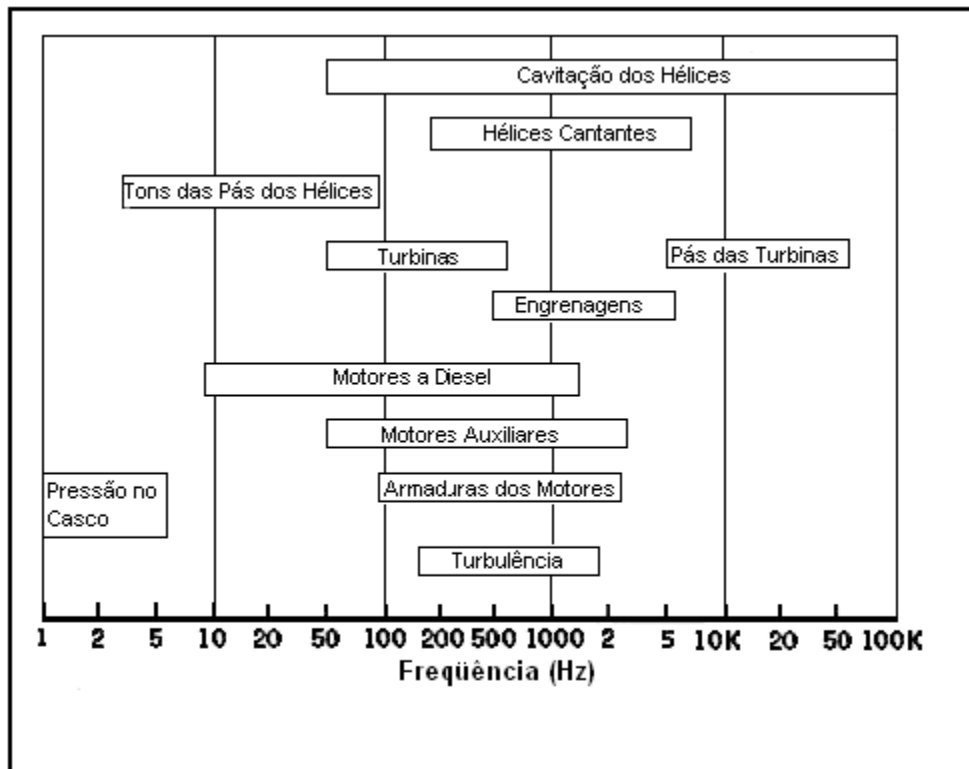 Cavitação dos Hélices
Hélices Cantantes
Tons das Pás dos Hélices
Turbinas
Pás das Turbinas
Engrenagens
Motores a Diesel
Motores Auxiliares
Pressão no
Casco
Armaduras dos Motores
Turbulência
1 2 5 10 20 50 100 200 500 1000 2 5 10K 20 50 100K
Freqüência (Hz)